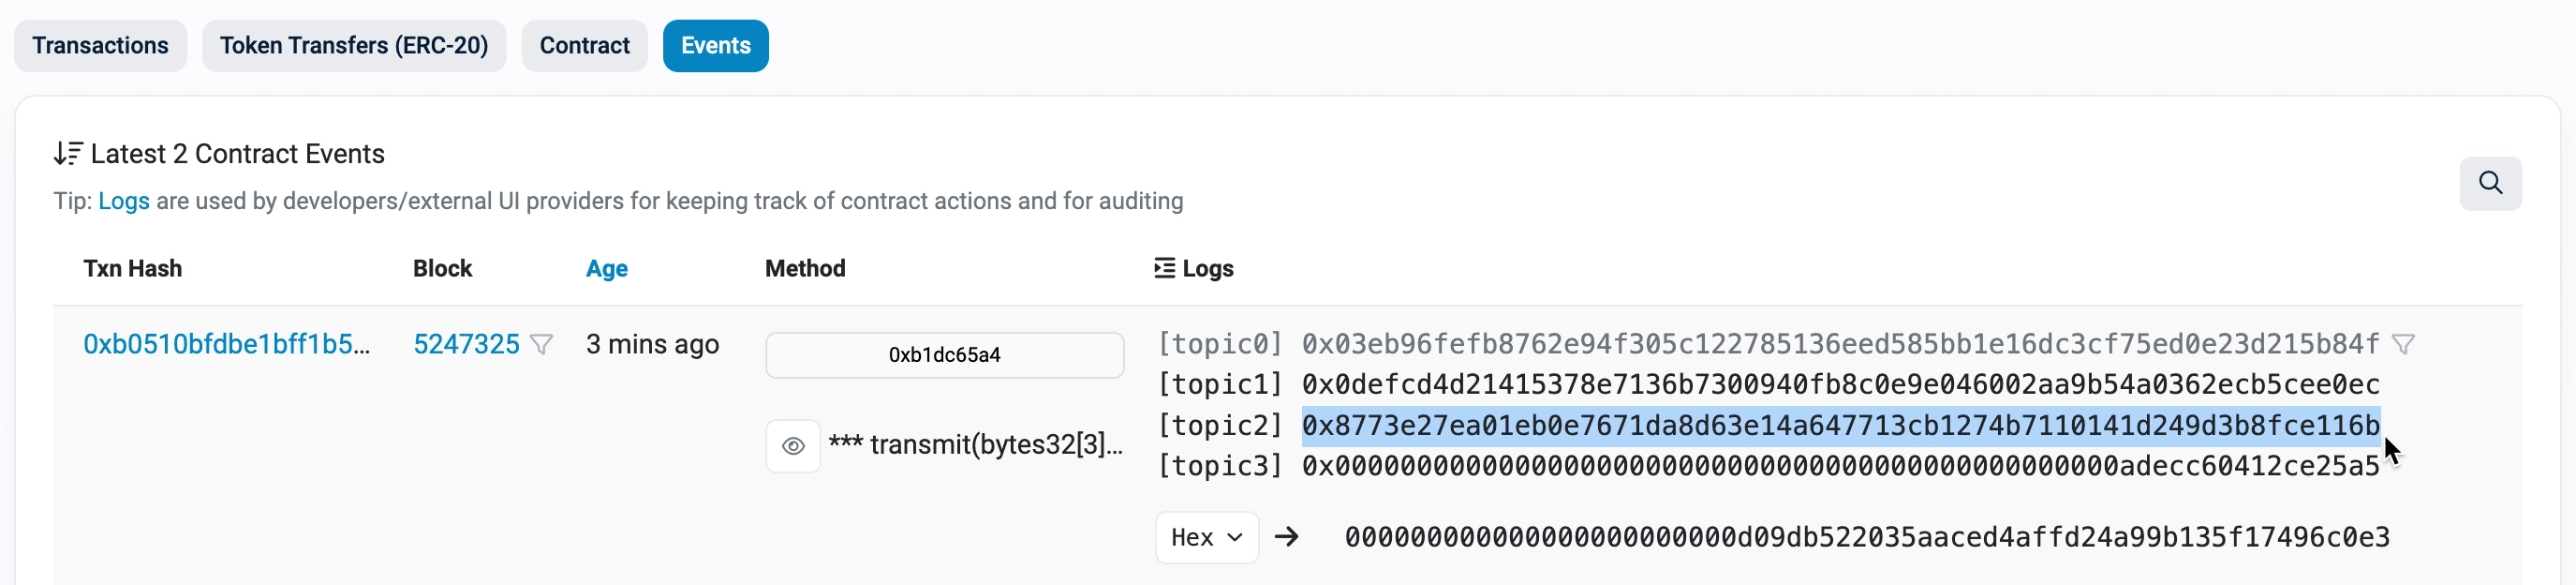 Transactions Token Transfers (ERC-20) Contract Events
Latest 2 Contract Events
Tip: Logs are used by developers/external UI providers for keeping track of contract actions and for auditing
Txn Hash Block Age Method Logs
0xb0510bfdbe1bff1b5... 5247325 3 mins ago 0xb1dc65a4 [topic0] 0x03eb96fefb8762e94f305c122785136eed585bb1e16dc3cf75ed0e23d215b84f
[topic1] 0x0defcd4d21415378e7136b7300940fb8c0e9e046002aa9b54a0362ecb5cee0ec
*** transmit(bytes32[3]... [topic2] 0x8773e27ea01eb0e7671da8d63e14a647713cb1274b7110141d249d3b8fce116b
[topic3] 0x000000000000000000000000000000000000000000000000adecc60412ce25a5
Hex → 000000000000000000000000d09db522035aaced4affd24a99b135f17496c0e3